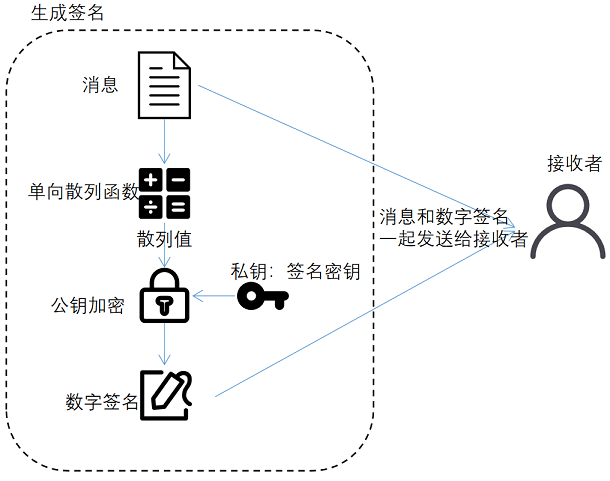 生成签名
消息
单向散列函数
散列值
私钥：签名密钥
公钥加密
数字签名
接收者
消息和数字签名
一起发送给接收者